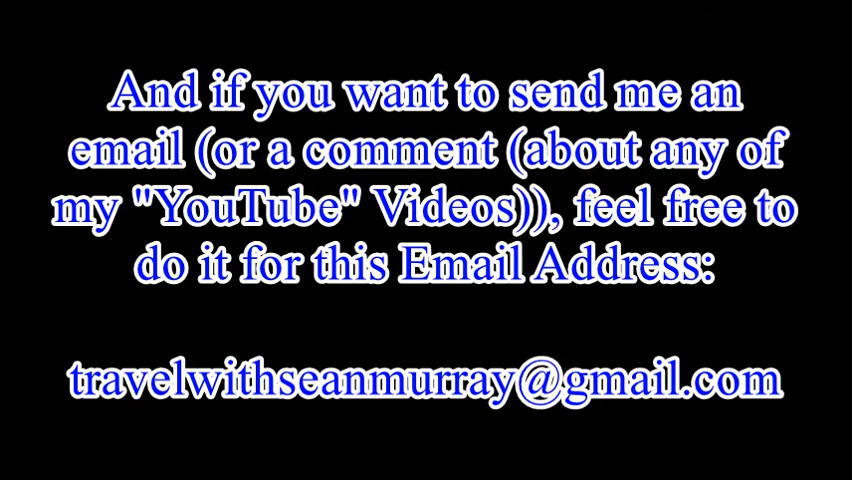 And if you want to send me an
email (or a comment (about any of
my "YouTube" Videos)), feel free to
do it for this Email Address:
travelwithseanmurray@gmail.com